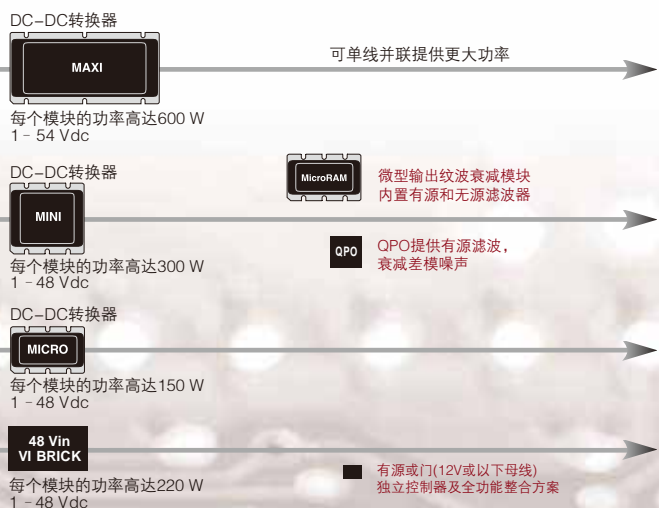 DC-DC转换器
MAXI
可单线并联提供更大功率
每个模块的功率高达600 W
1 - 54 Vdc
DC-DC转换器
MINI
MicroRAM
微型输出纹波衰减模块
内置有源和无源滤波器
QPO
QPO提供有源滤波，
衰减差模噪声
每个模块的功率高达300 W
1 - 48 Vdc
DC-DC转换器
MICRO
每个模块的功率高达150 W
1 - 48 Vdc
48 Vin
VI BRICK
有源或门(12V或以下母线)
独立控制器及全功能整合方案
每个模块的功率高达220 W
1 - 48 Vdc